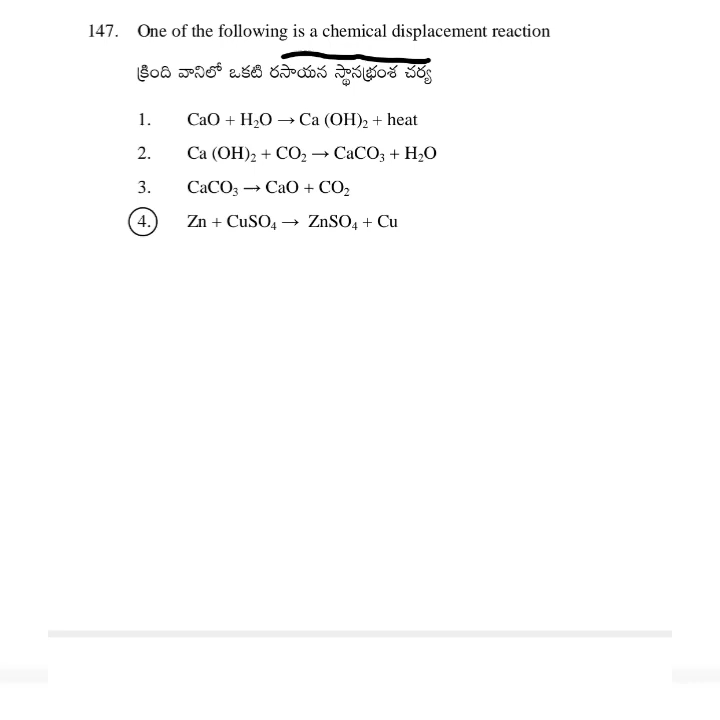 147. One of the following is a chemical displacement reaction
క్రింది వానిలో ఒకటి రసాయన స్థానభ్రంశ చర్య
1. CaO + H₂O → Ca (OH)₂ + heat
2. Ca (OH)₂ + CO₂ → CaCO₃ + H₂O
3. CaCO₃ → CaO + CO₂
4. Zn + CuSO₄ → ZnSO₄ + Cu